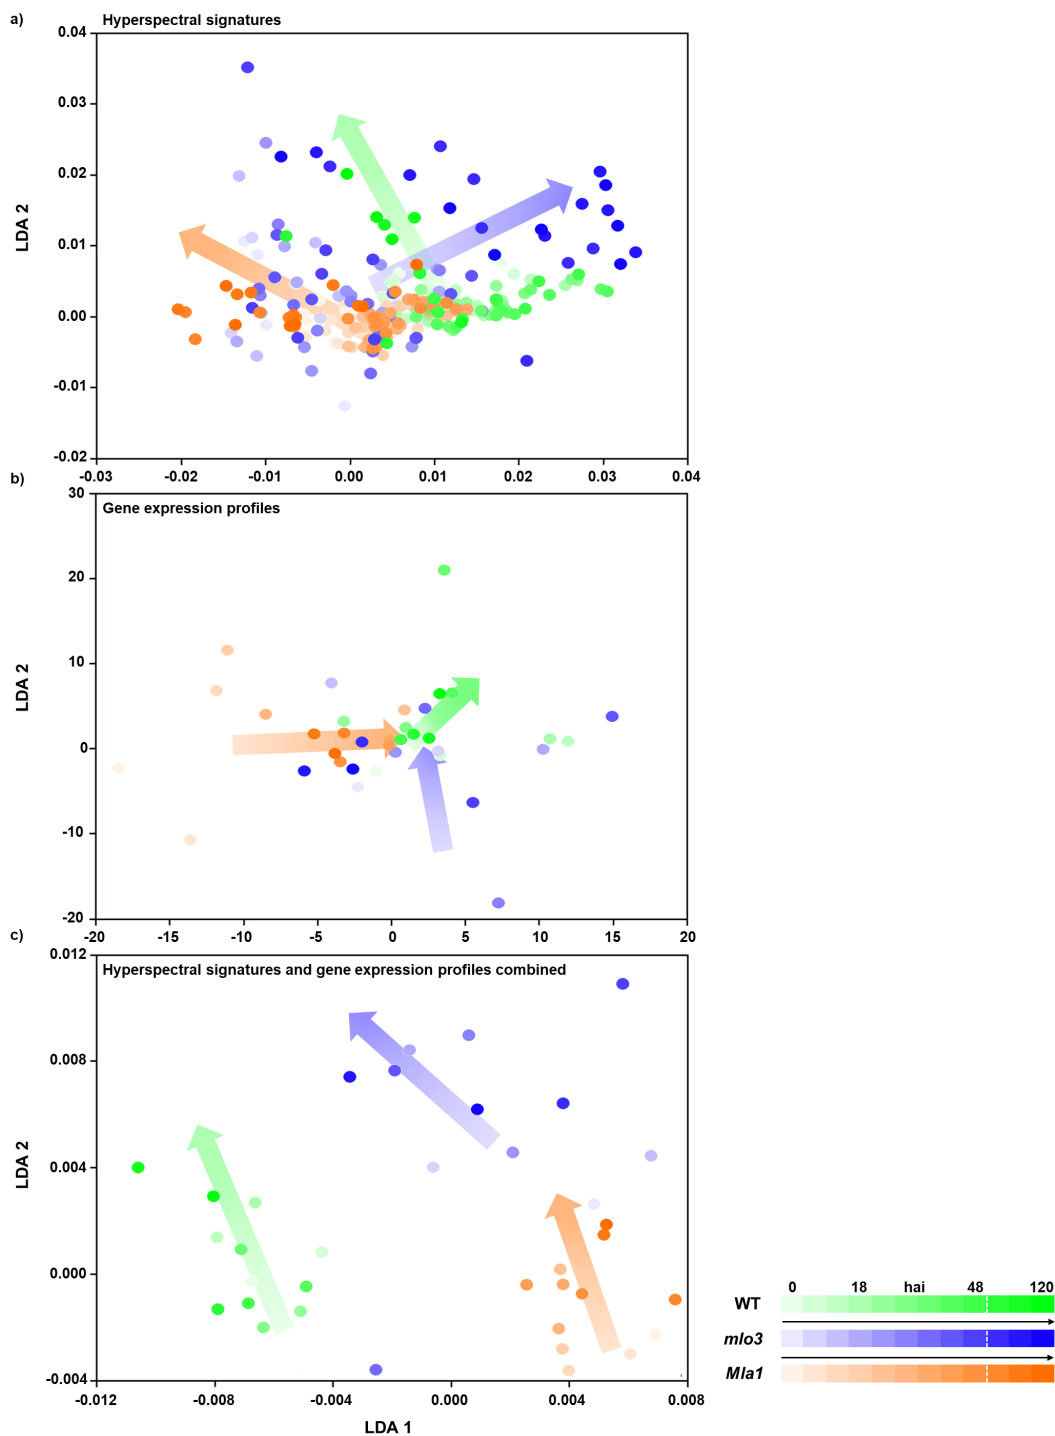 a)
Hyperspectral signatures
0.04
0.03
0.02
0.01
0.00
-0.01
-0.02
LDA 2
-0.03 -0.02 -0.01 0.00 0.01 0.02 0.03 0.04
b)
Gene expression profiles
30
20
10
0
-10
-20
LDA 2
-20 -15 -10 -5 0 5 10 15 20
c)
Hyperspectral signatures and gene expression profiles combined
0.012
0.008
0.004
0.000
-0.004
LDA 2
-0.012 -0.008 -0.004 0.000 0.004 0.008
LDA 1
0 18 hai 48 120
WT
mlo3
Mla1